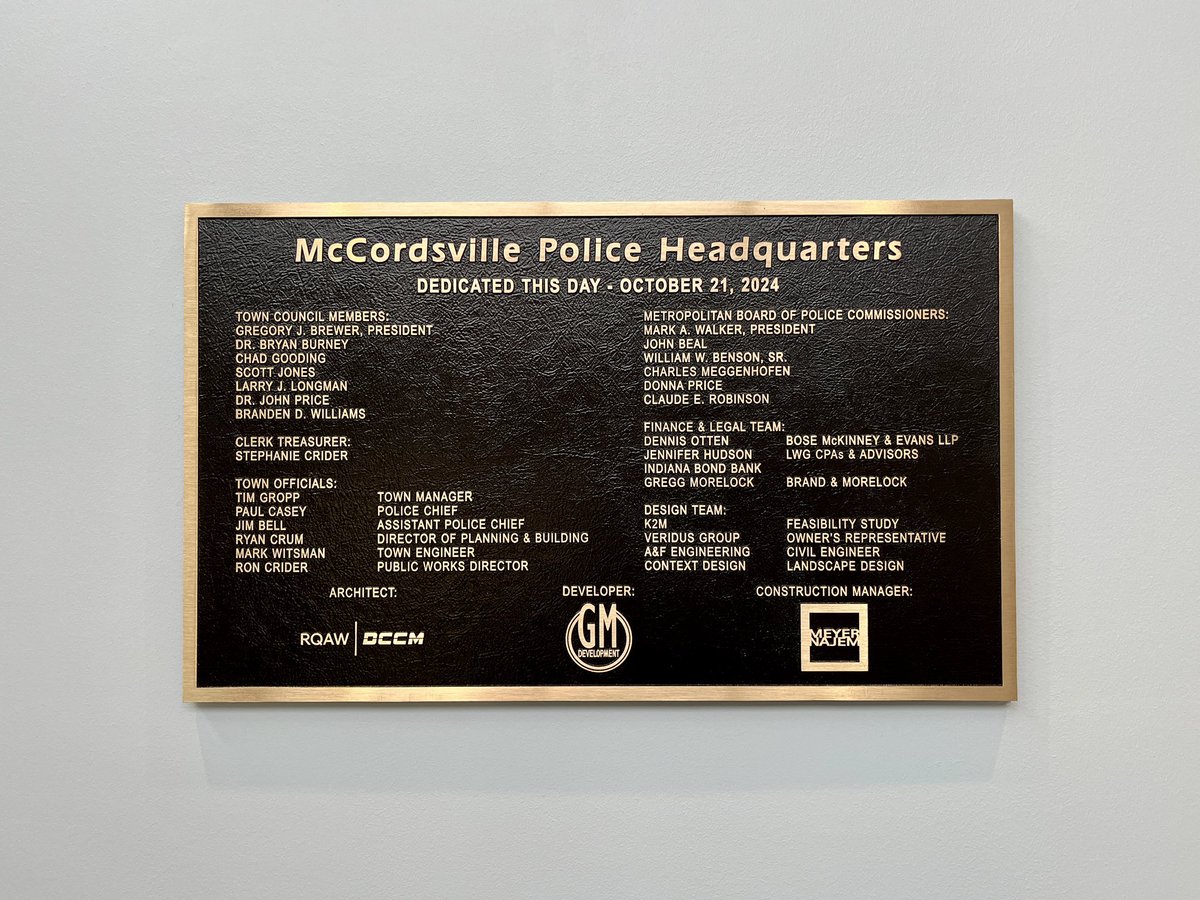 McCordsville Police Headquarters
DEDICATED THIS DAY - OCTOBER 21, 2024
TOWN COUNCIL MEMBERS:
GREGORY J. BREWER, PRESIDENT
DR. BRYAN BURNEY
CHAD GOODING
SCOTT JONES
LARRY J. LONGMAN
DR. JOHN PRICE
BRANDEN D. WILLIAMS
CLERK TREASURER:
STEPHANIE CRIDER
TOWN OFFICIALS:
TIM GROPP TOWN MANAGER
PAUL CASEY POLICE CHIEF
JIM BELL ASSISTANT POLICE CHIEF
RYAN CRUM DIRECTOR OF PLANNING & BUILDING
MARK WITSMAN TOWN ENGINEER
RON CRIDER PUBLIC WORKS DIRECTOR
METROPOLITAN BOARD OF POLICE COMMISSIONERS:
MARK A. WALKER, PRESIDENT
JOHN BEAL
WILLIAM W. BENSON, SR.
CHARLES MEGGENHOFEN
DONNA PRICE
CLAUDE E. ROBINSON
FINANCE & LEGAL TEAM:
DENNIS OTTEN BOSE McKINNEY & EVANS LLP
JENNIFER HUDSON LWG CPAs & ADVISORS
INDIANA BOND BANK
GREGG MORELOCK BRAND & MORELOCK
DESIGN TEAM:
K2M FEASIBILITY STUDY
VERIDUS GROUP OWNER'S REPRESENTATIVE
A&F ENGINEERING CIVIL ENGINEER
CONTEXT DESIGN LANDSCAPE DESIGN
ARCHITECT:
RQAW | DCCM
DEVELOPER:
GM
DEVELOPMENT
CONSTRUCTION MANAGER:
MEYER
NAJEM